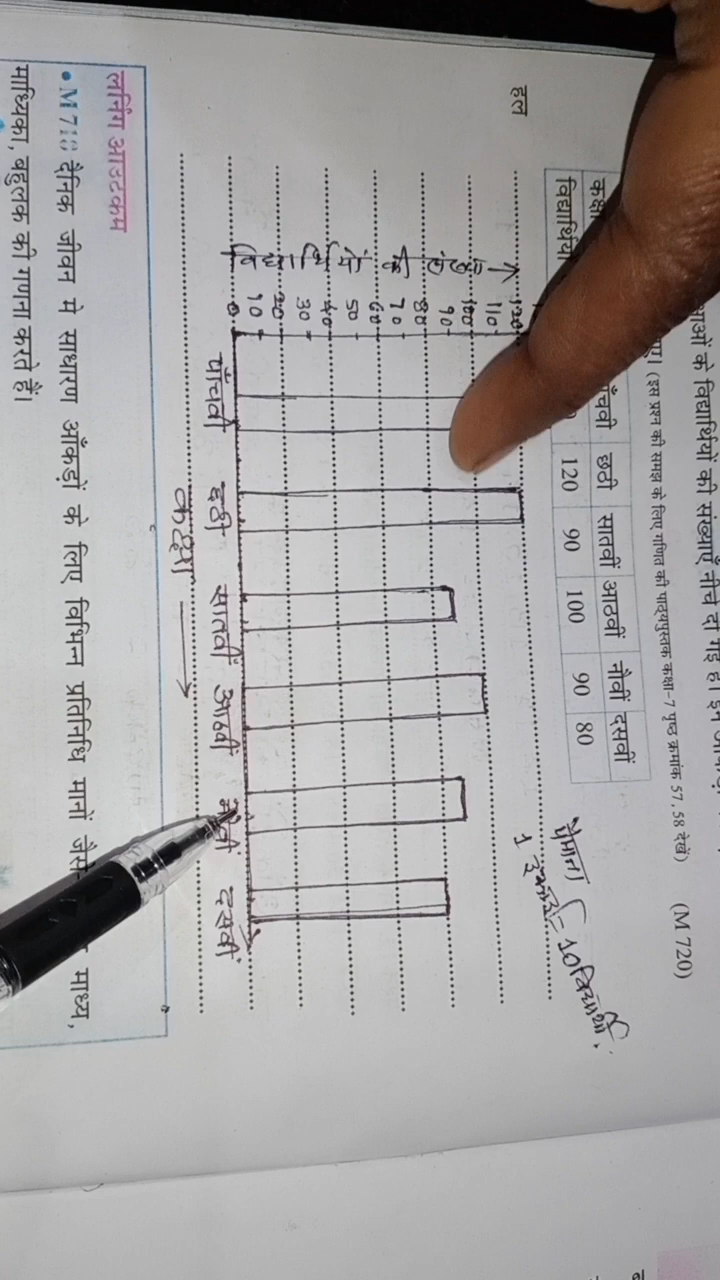 ाओं के विद्यार्थियों की संख्याएँ नीचे दी गई है।
(इस प्रश्न की समझ के लिए गणित की पाठ्यपुस्तक कक्षा-7 पृष्ठ क्रमांक 57, 58 देखें) (M 720)
कक्षा ाँचवी छठी सातवीं आठवीं नौवीं दसवीं
विद्यार्थियों 120 90 100 90 80
हल
पैमाना
1 इकाई = 10 विद्यार्थी.
विद्यार्थियों की संख्या →
120
110
100
90
80
70
60
50
40
30
20
10
0
पाँचवी छठी सातवीं आठवीं नौवीं दसवीं
कक्षा →
लर्निंग आउटकम
• M 718 दैनिक जीवन मे साधारण आँकड़ों के लिए विभिन्न प्रतिनिधि मानों जैसे माध्य,
माध्यिका, बहुलक की गणना करते हैं।